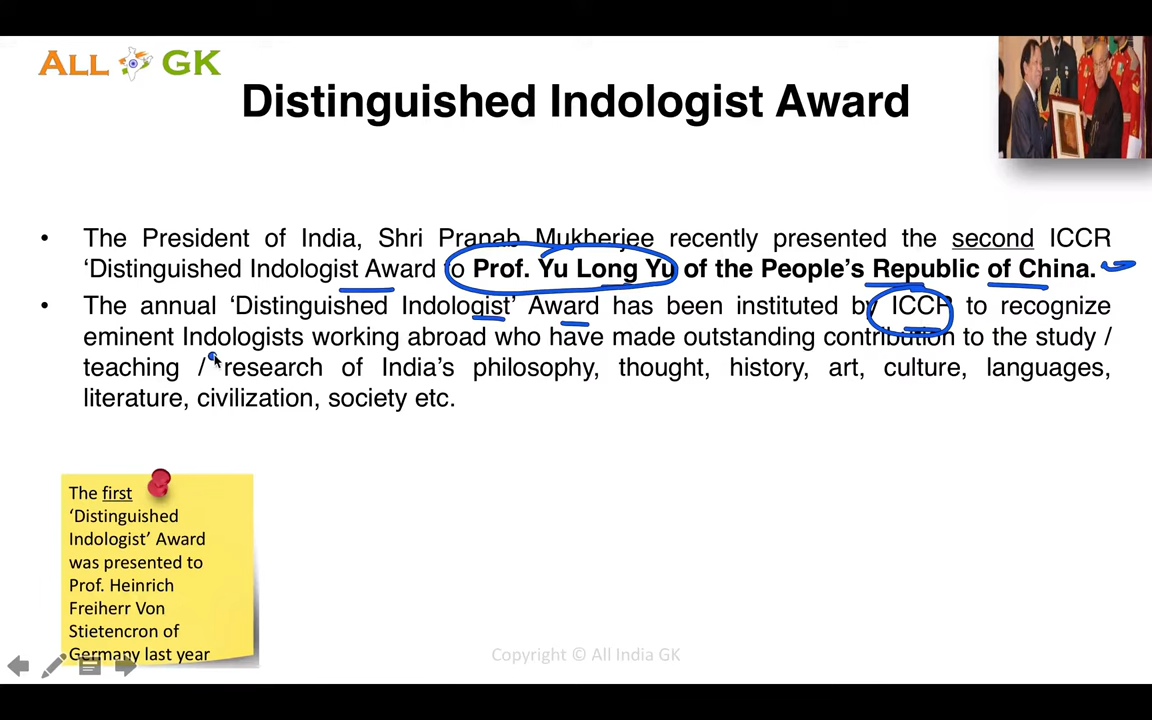 ALL GK
Distinguished Indologist Award
• The President of India, Shri Pranab Mukherjee recently presented the second ICCR
‘Distinguished Indologist Award to Prof. Yu Long Yu of the People’s Republic of China.
• The annual ‘Distinguished Indologist’ Award has been instituted by ICCR to recognize
eminent Indologists working abroad who have made outstanding contribution to the study /
teaching / research of India’s philosophy, thought, history, art, culture, languages,
literature, civilization, society etc.
The first
‘Distinguished
Indologist’ Award
was presented to
Prof. Heinrich
Freiherr Von
Stietencron of
Germany last year
Copyright © All India GK